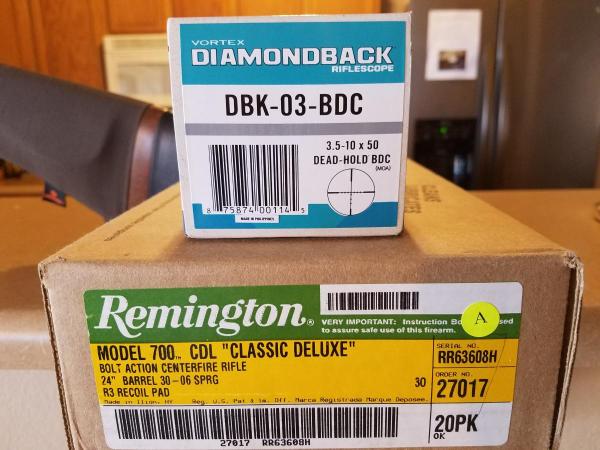 VORTEX
DIAMONDBACK
RIFLESCOPE
DBK-03-BDC
3.5-10 x 50
DEAD-HOLD BDC
(MOA)
8 75874 00114 5
MADE IN PHILIPPINES
Remington®
VERY IMPORTANT: Instruction
to assure safe use of this firearm.
A
MODEL 700™ CDL "CLASSIC DELUXE"
BOLT ACTION CENTERFIRE RIFLE
24" BARREL 30-06 SPRG 30
R3 RECOIL PAD
Made in Ilion, NY Reg. U.S. Pat & Tm. Off. Marca Registrada Marque Deposee.
SERIAL NO.
RR63608H
ORDER NO.
27017
20PK
OK
27017 RR63608H